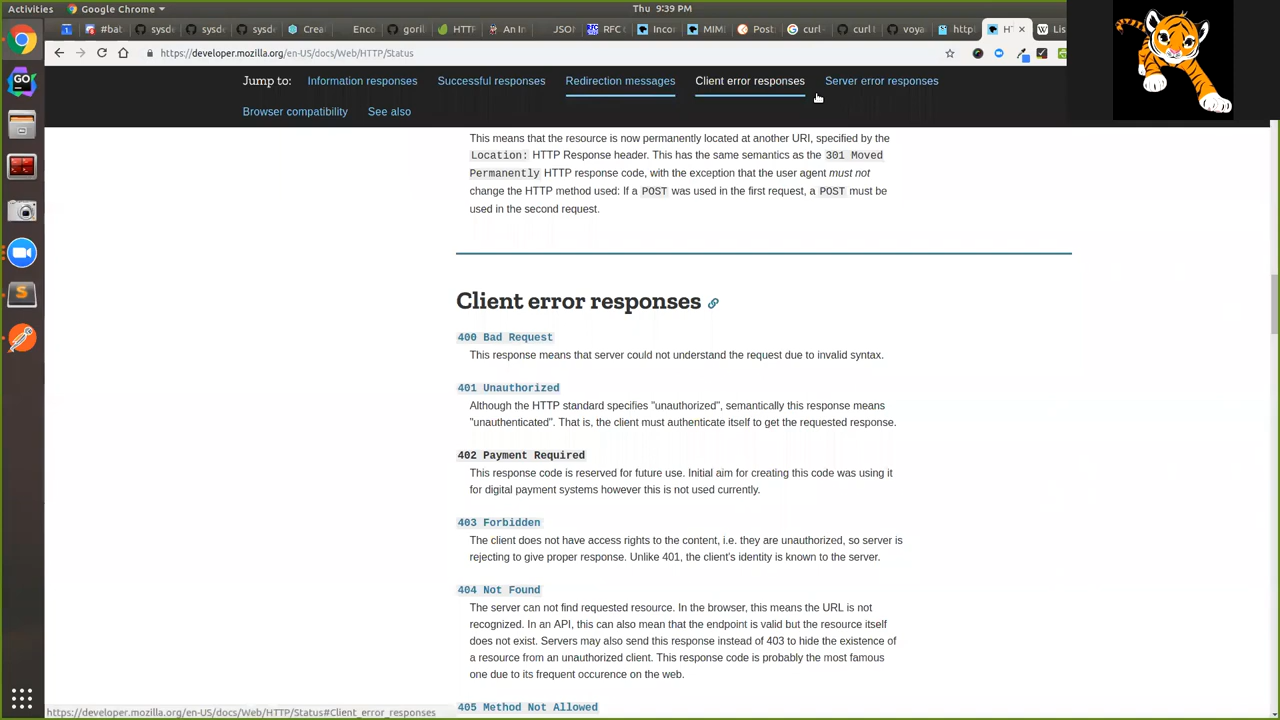 Activities Google Chrome Thu 9:39 PM
#bat sysde sysde sysde Crea Enco goril HTTP An In JSON RFC Inco MIM Post curl curl t voya http H Lis
https://developer.mozilla.org/en-US/docs/Web/HTTP/Status
Jump to: Information responses Successful responses Redirection messages Client error responses Server error responses
Browser compatibility See also
This means that the resource is now permanently located at another URI, specified by the
Location: HTTP Response header. This has the same semantics as the 301 Moved
Permanently HTTP response code, with the exception that the user agent must not
change the HTTP method used: If a POST was used in the first request, a POST must be
used in the second request.
Client error responses
400 Bad Request
This response means that server could not understand the request due to invalid syntax.
401 Unauthorized
Although the HTTP standard specifies "unauthorized", semantically this response means
"unauthenticated". That is, the client must authenticate itself to get the requested response.
402 Payment Required
This response code is reserved for future use. Initial aim for creating this code was using it
for digital payment systems however this is not used currently.
403 Forbidden
The client does not have access rights to the content, i.e. they are unauthorized, so server is
rejecting to give proper response. Unlike 401, the client's identity is known to the server.
404 Not Found
The server can not find requested resource. In the browser, this means the URL is not
recognized. In an API, this can also mean that the endpoint is valid but the resource itself
does not exist. Servers may also send this response instead of 403 to hide the existence of
a resource from an unauthorized client. This response code is probably the most famous
one due to its frequent occurence on the web.
405 Method Not Allowed
https://developer.mozilla.org/en-US/docs/Web/HTTP/Status#Client_error_responses